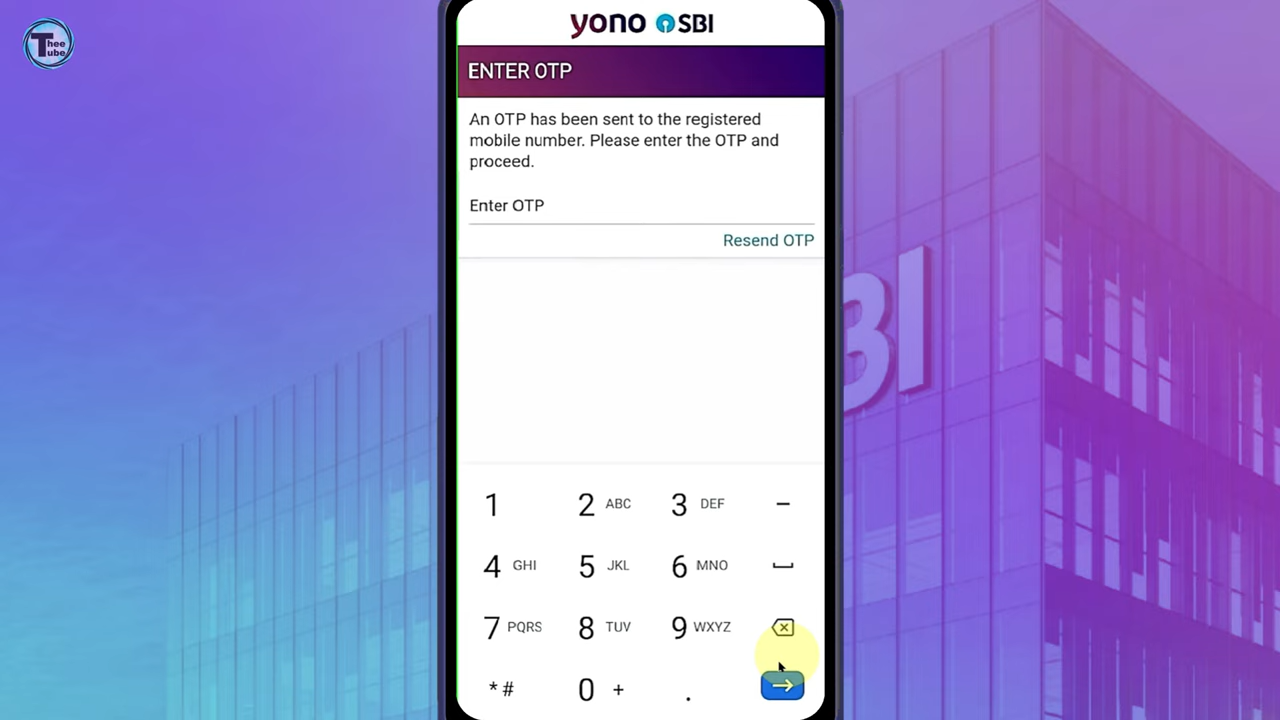 Thee
Tube
yono SBI
ENTER OTP
An OTP has been sent to the registered
mobile number. Please enter the OTP and
proceed.
Enter OTP
Resend OTP
BI
1 2 ABC 3 DEF -
4 GHI 5 JKL 6 MNO
7 PQRS 8 TUV 9 WXYZ
* # 0 + .